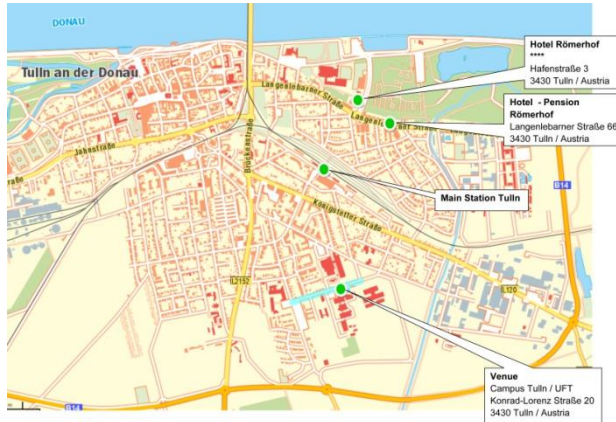 DONAU
Tulln an der Donau
Hotel Römerhof
****
Hafenstraße 3
3430 Tulln / Austria
Hotel - Pension
Römerhof
Langenlebarner Straße 66
3430 Tulln / Austria
Langenlebarner Straße
Jahnstraße
Brückenstraße
Main Station Tulln
B14
Königstetter Straße
L2152
L120
B14
Venue
Campus Tulln / UFT
Konrad-Lorenz Straße 20
3430 Tulln / Austria